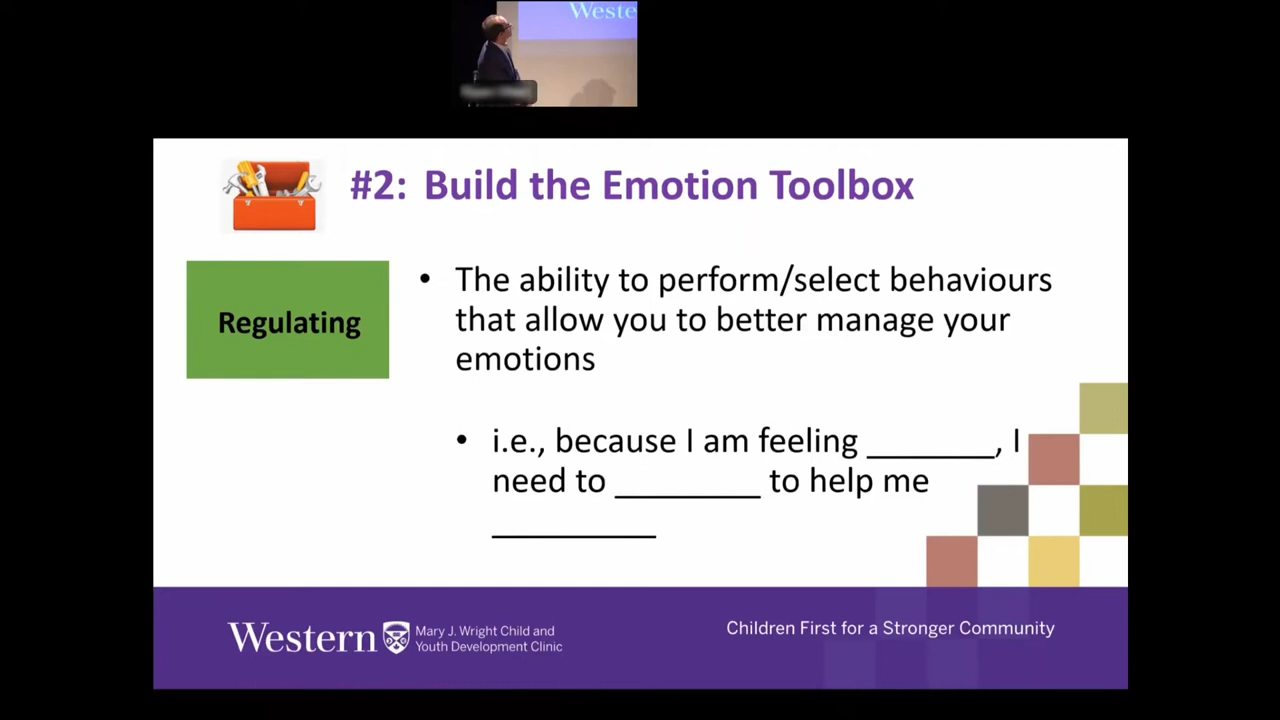 Weste
#2: Build the Emotion Toolbox
Regulating
• The ability to perform/select behaviours
that allow you to better manage your
emotions
• i.e., because I am feeling _______, I
need to ________ to help me
_________
Western
Mary J. Wright Child and
Youth Development Clinic
Children First for a Stronger Community